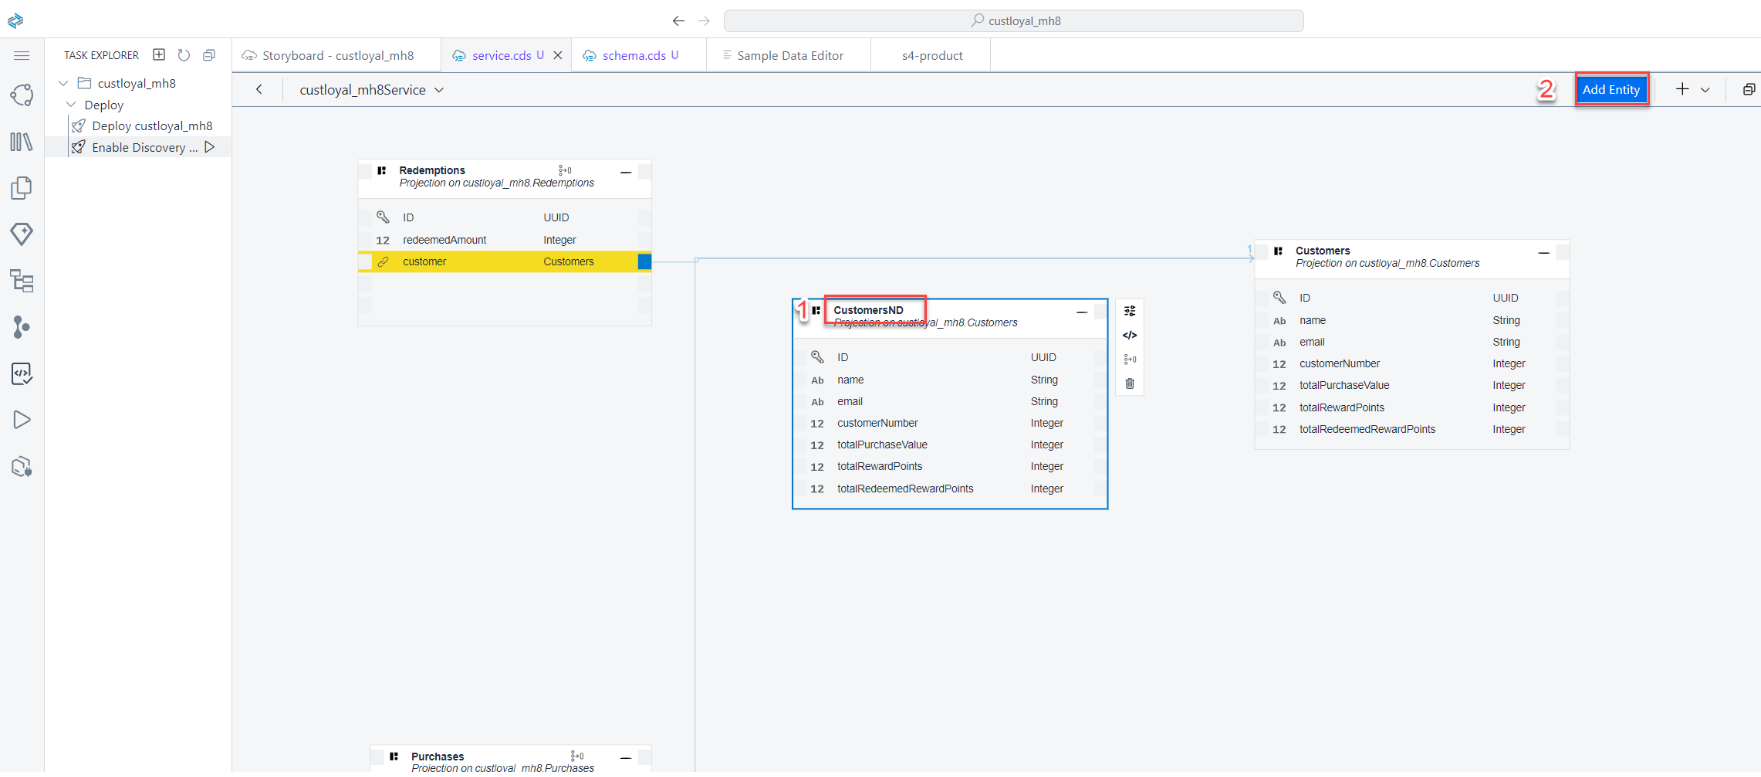 custloyal_mh8
TASK EXPLORER
Storyboard - custloyal_mh8
service.cds U
schema.cds U
Sample Data Editor
s4-product
custloyal_mh8
Deploy
Deploy custloyal_mh8
Enable Discovery ...
custloyal_mh8Service
2
Add Entity
Redemptions
Projection on custloyal_mh8.Redemptions
ID UUID
12 redeemedAmount Integer
customer Customers
1
CustomersND
Projection on custloyal_mh8.Customers
ID UUID
Ab name String
Ab email String
12 customerNumber Integer
12 totalPurchaseValue Integer
12 totalRewardPoints Integer
12 totalRedeemedRewardPoints Integer
1
Customers
Projection on custloyal_mh8.Customers
ID UUID
Ab name String
Ab email String
12 customerNumber Integer
12 totalPurchaseValue Integer
12 totalRewardPoints Integer
12 totalRedeemedRewardPoints Integer
Purchases
Projection on custloyal_mh8.Purchases